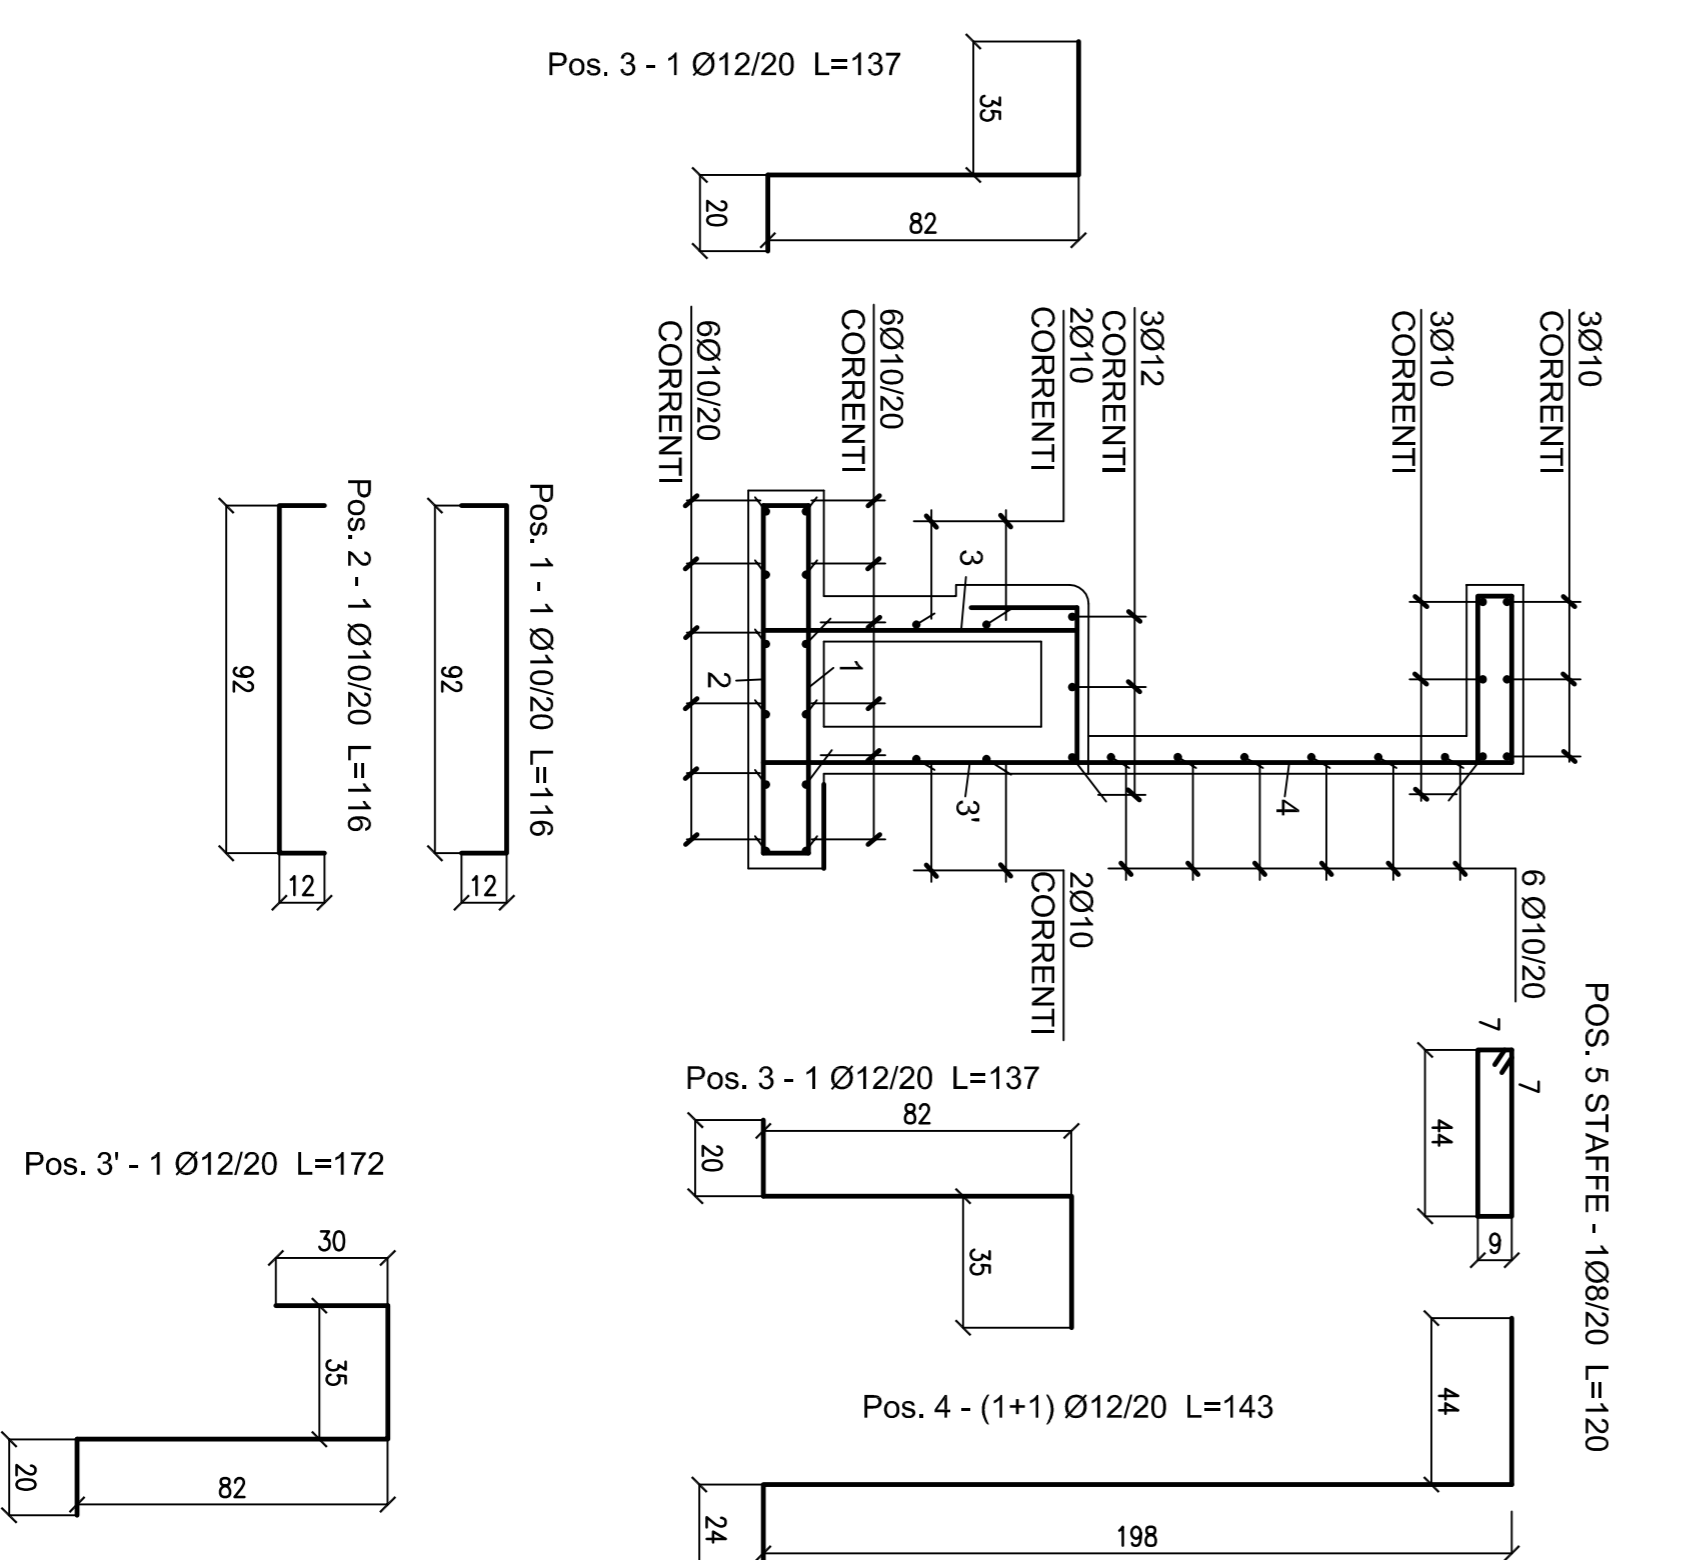 Pos. 3 - 1 Ø12/20 L=137
35
20
82
6Ø10/20
CORRENTI
6Ø10/20
CORRENTI
2Ø10
CORRENTI
3Ø12
CORRENTI
3Ø10
CORRENTI
3Ø10
CORRENTI
3
1
2
3'
4
Pos. 1 - 1 Ø10/20 L=116
92
12
Pos. 2 - 1 Ø10/20 L=116
92
12
2Ø10
CORRENTI
6 Ø10/20
POS. 5 STAFFE - 1Ø8/20 L=120
7
7
44
9
Pos. 3 - 1 Ø12/20 L=137
82
20
35
Pos. 3' - 1 Ø12/20 L=172
30
35
20
82
Pos. 4 - (1+1) Ø12/20 L=143
44
24
198